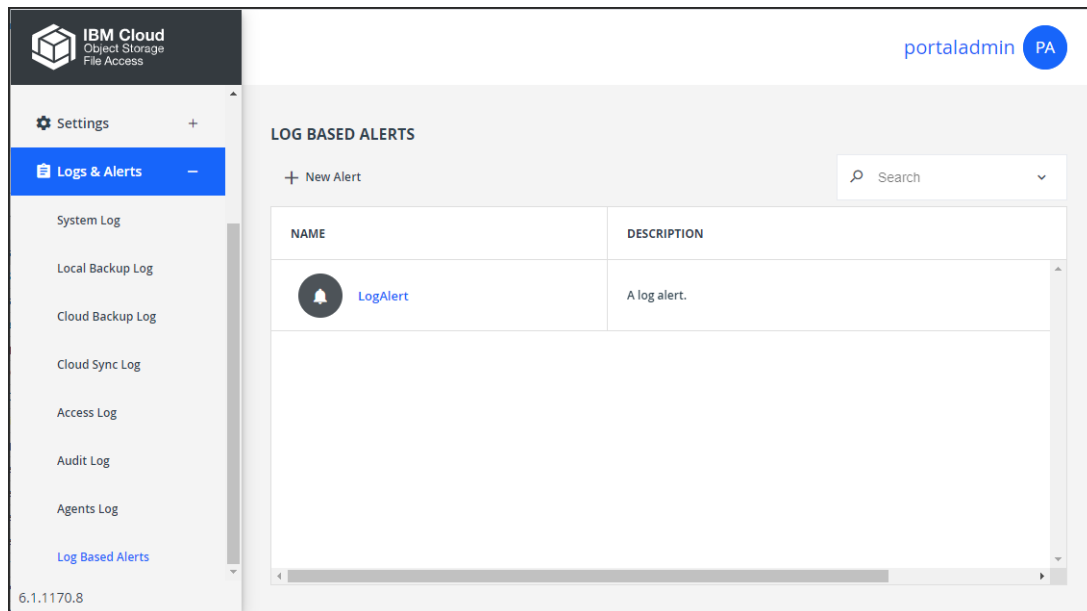 IBM Cloud
Object Storage
File Access
portaladmin PA
Settings +
Logs & Alerts −
System Log
Local Backup Log
Cloud Backup Log
Cloud Sync Log
Access Log
Audit Log
Agents Log
Log Based Alerts
6.1.1170.8
LOG BASED ALERTS
+ New Alert
Search
NAME DESCRIPTION
LogAlert A log alert.